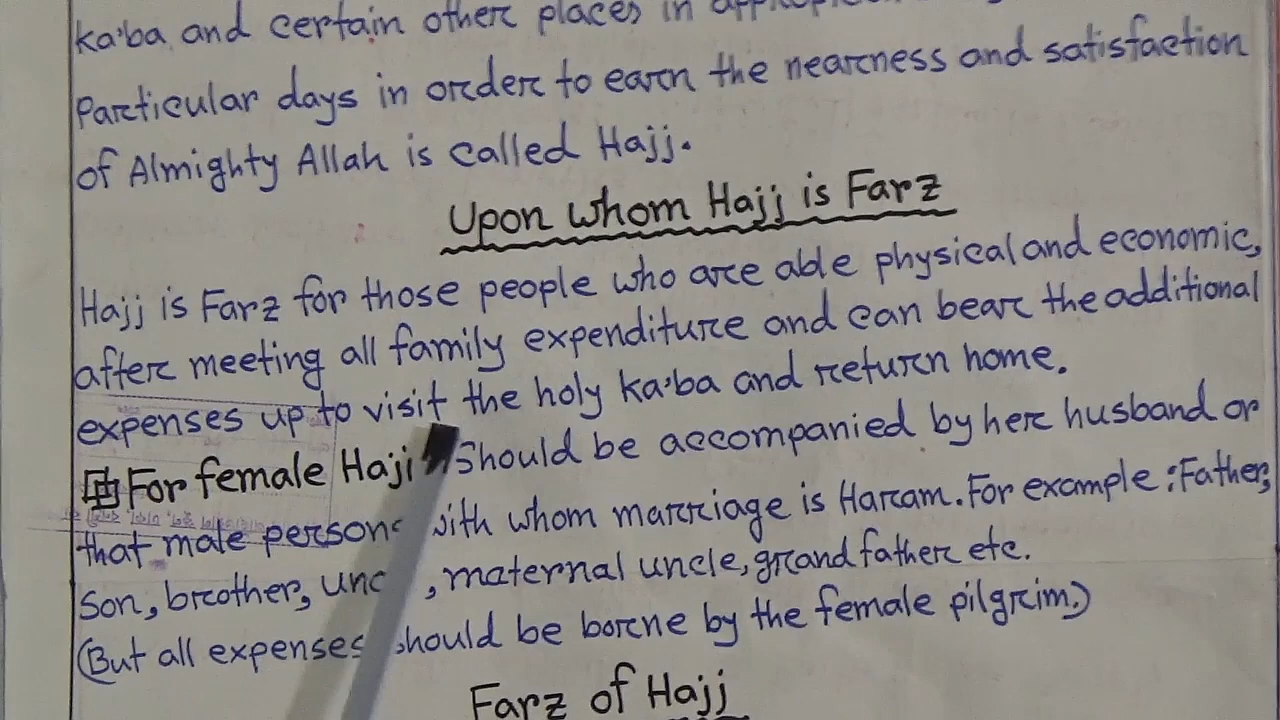 ka'ba and certain other places in
Particular days in order to earn the nearness and satisfaction
of Almighty Allah is called Hajj.
Upon whom Hajj is Farz
Hajj is Farz for those people who are able physical and economic,
after meeting all family expenditure and can bear the additional
expenses up to visit the holy ka'ba and return home.
For female Hajj Should be accompanied by her husband or
that male persons with whom marriage is Haram. For example : Father,
Son, brother, uncle, maternal uncle, grand father etc.
(But all expenses should be borne by the female pilgrim.)
Farz of Hajj